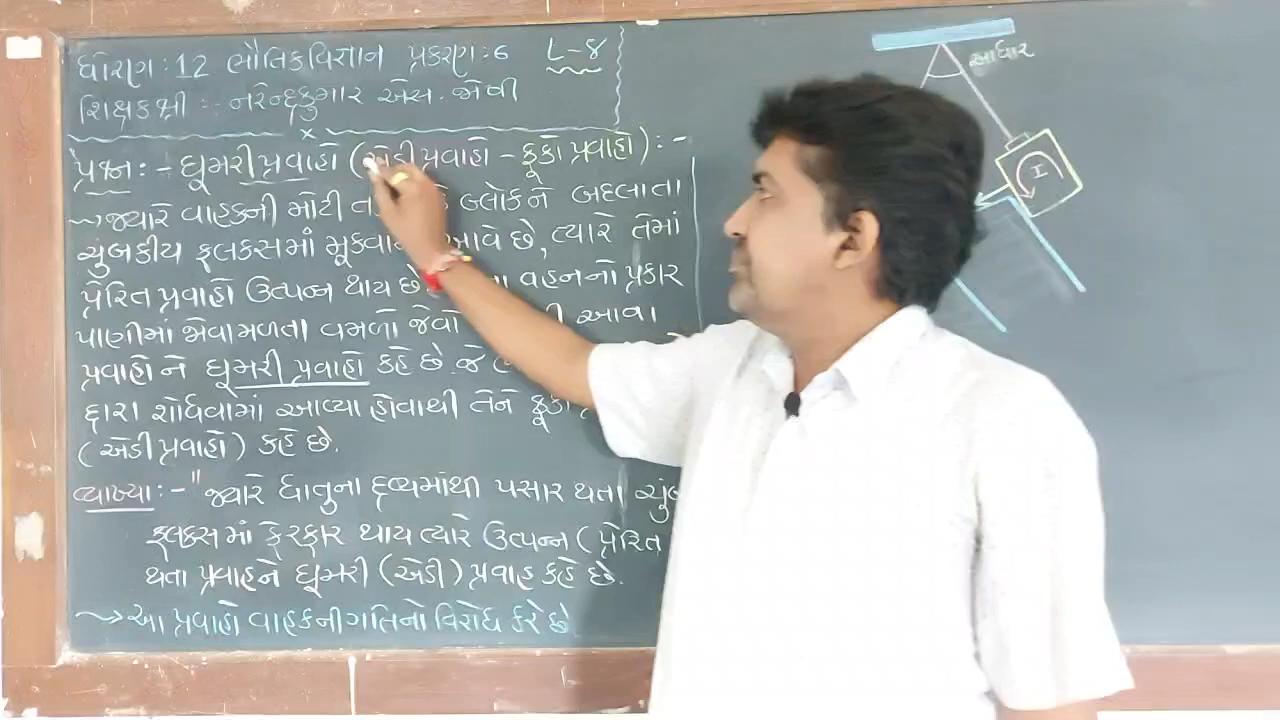 ધોરણ : 12 ભૌતિકવિજ્ઞાન પ્રકરણ : 6 L-8
શિક્ષકશ્રી :- નરેન્દ્રકુમાર એસ. જોષી
x
પ્રશ્ન :- ઘૂમરી પ્રવાહો (એડી પ્રવાહો - ફૂકો પ્રવાહો) :-
→ જ્યારે વાહકની મોટી બ્લોકને બદલાતા
ચુંબકીય ફ્લક્સમાં મૂકવામાં આવે છે, ત્યારે તેમાં
પ્રેરિત પ્રવાહો ઉત્પન્ન થાય છે. વહનનો પ્રકાર
પાણીમાં જોવા મળતા વમળો જેવો આવા
પ્રવાહોને ઘૂમરી પ્રવાહો કહે છે. જે
દ્વારા શોધવામાં આવ્યા હોવાથી તેને ફૂકો
(એડી પ્રવાહો) કહે છે.
વ્યાખ્યા :- " જ્યારે ધાતુના દ્રવ્યમાંથી પસાર થતા
ફ્લક્સમાં ફેરફાર થાય ત્યારે ઉત્પન્ન (પ્રેરિત
થતા પ્રવાહને ઘૂમરી (એડી) પ્રવાહ કહે છે.
→ આ પ્રવાહો વાહકની ગતિનો વિરોધ કરે છે
આધાર
I